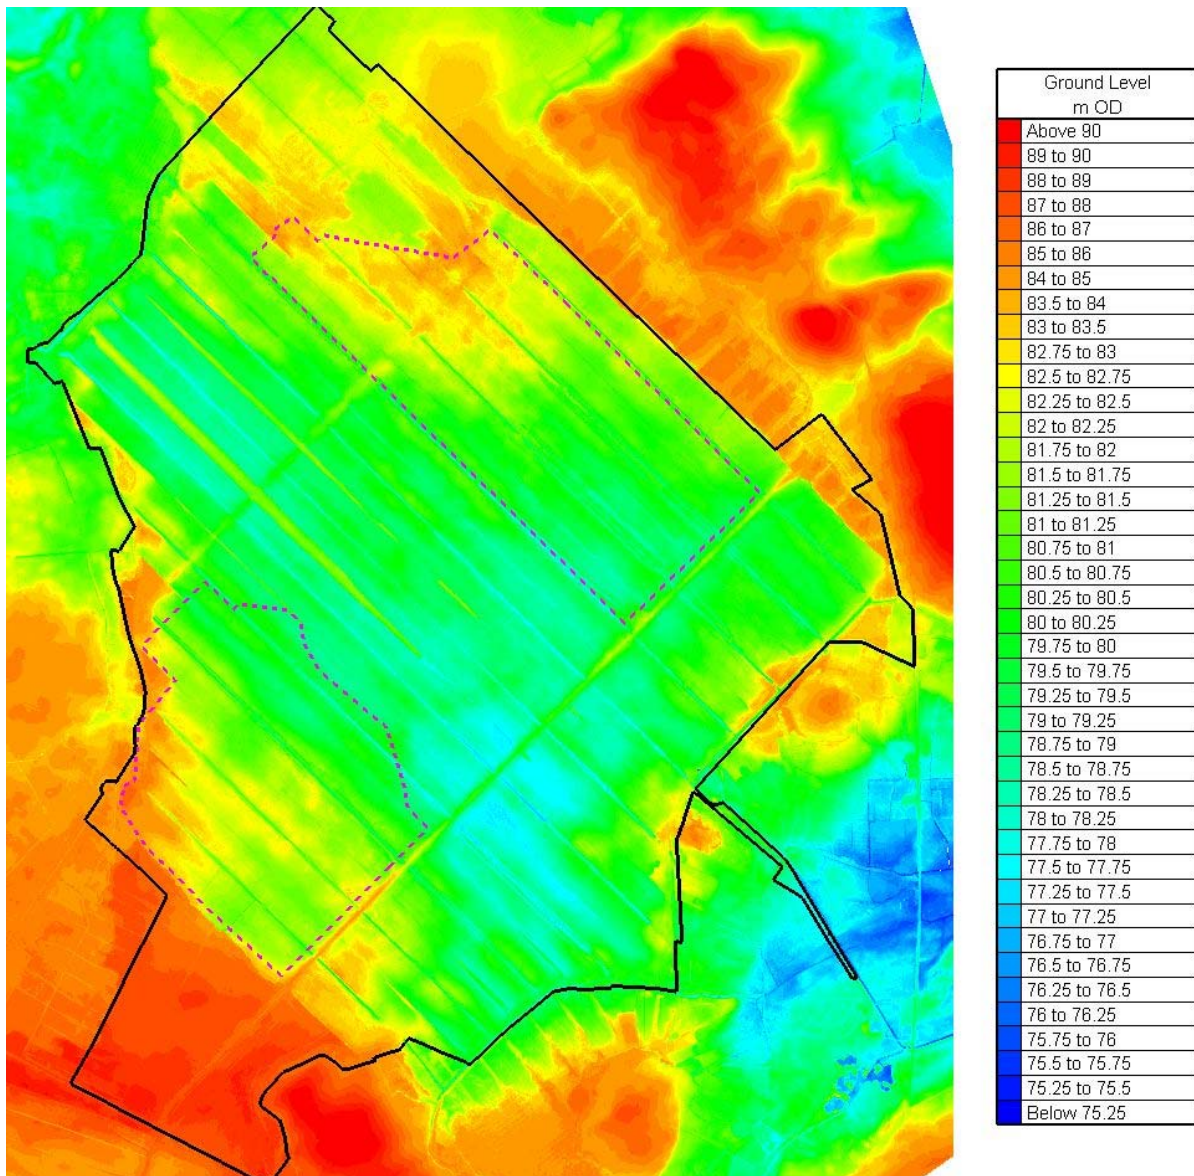 Ground Level
m OD
Above 90
89 to 90
88 to 89
87 to 88
86 to 87
85 to 86
84 to 85
83.5 to 84
83 to 83.5
82.75 to 83
82.5 to 82.75
82.25 to 82.5
82 to 82.25
81.75 to 82
81.5 to 81.75
81.25 to 81.5
81 to 81.25
80.75 to 81
80.5 to 80.75
80.25 to 80.5
80 to 80.25
79.75 to 80
79.5 to 79.75
79.25 to 79.5
79 to 79.25
78.75 to 79
78.5 to 78.75
78.25 to 78.5
78 to 78.25
77.75 to 78
77.5 to 77.75
77.25 to 77.5
77 to 77.25
76.75 to 77
76.5 to 76.75
76.25 to 76.5
76 to 76.25
75.75 to 76
75.5 to 75.75
75.25 to 75.5
Below 75.25